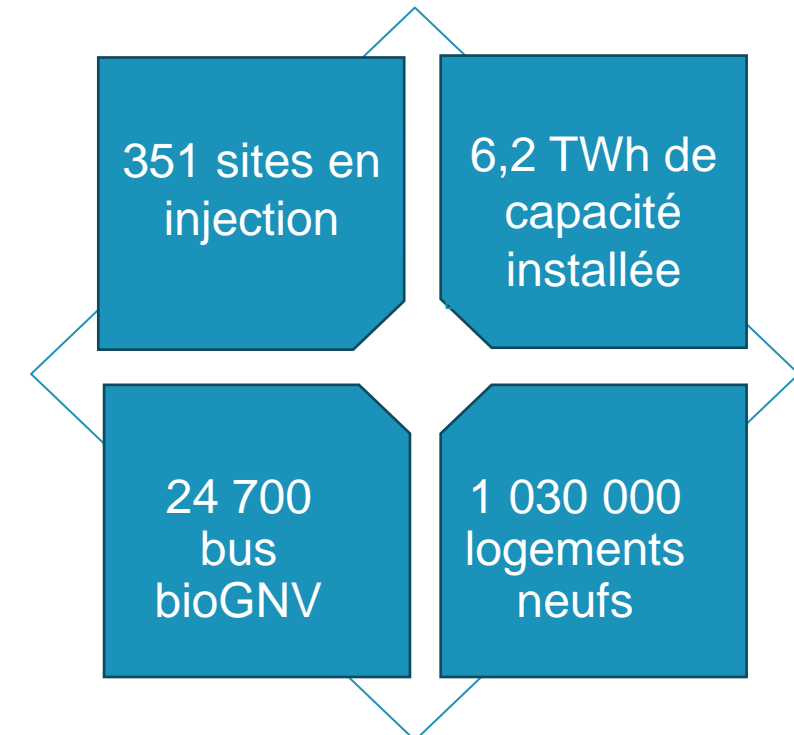 351 sites en
injection
6,2 TWh de
capacité
installée
24 700
bus
bioGNV
1 030 000
logements
neufs